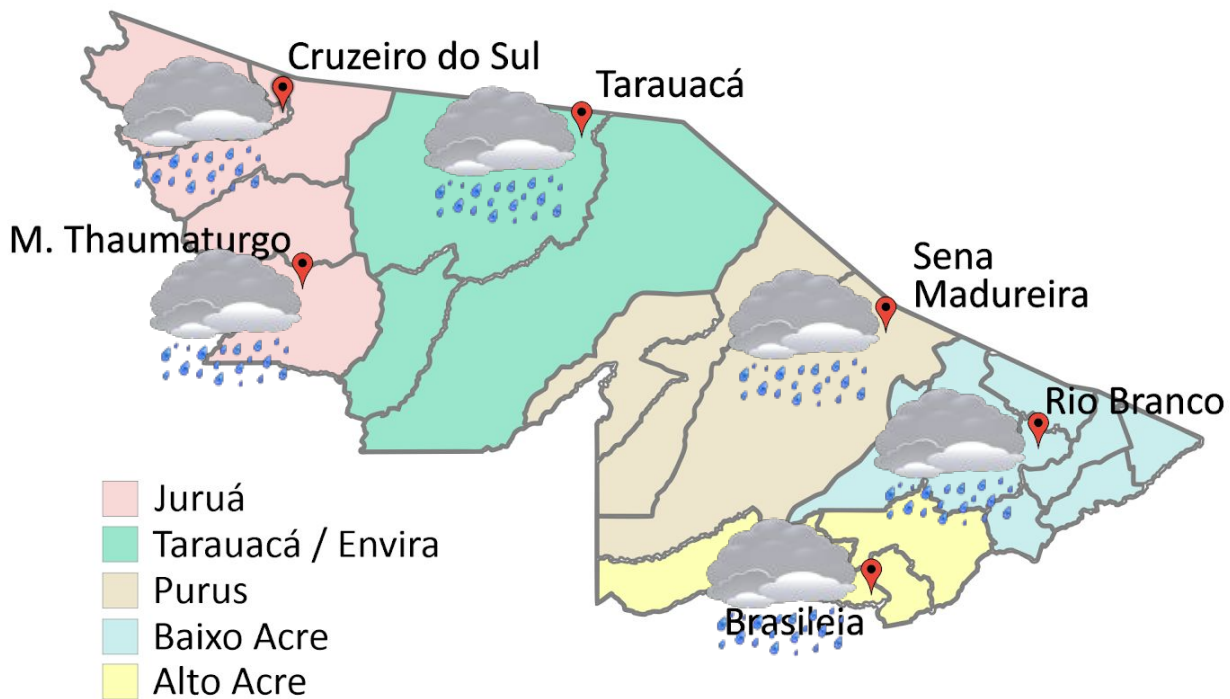 Cruzeiro do Sul
Tarauacá
M. Thaumaturgo
Sena
Madureira
Rio Branco
Brasileia
Juruá
Tarauacá / Envira
Purus
Baixo Acre
Alto Acre